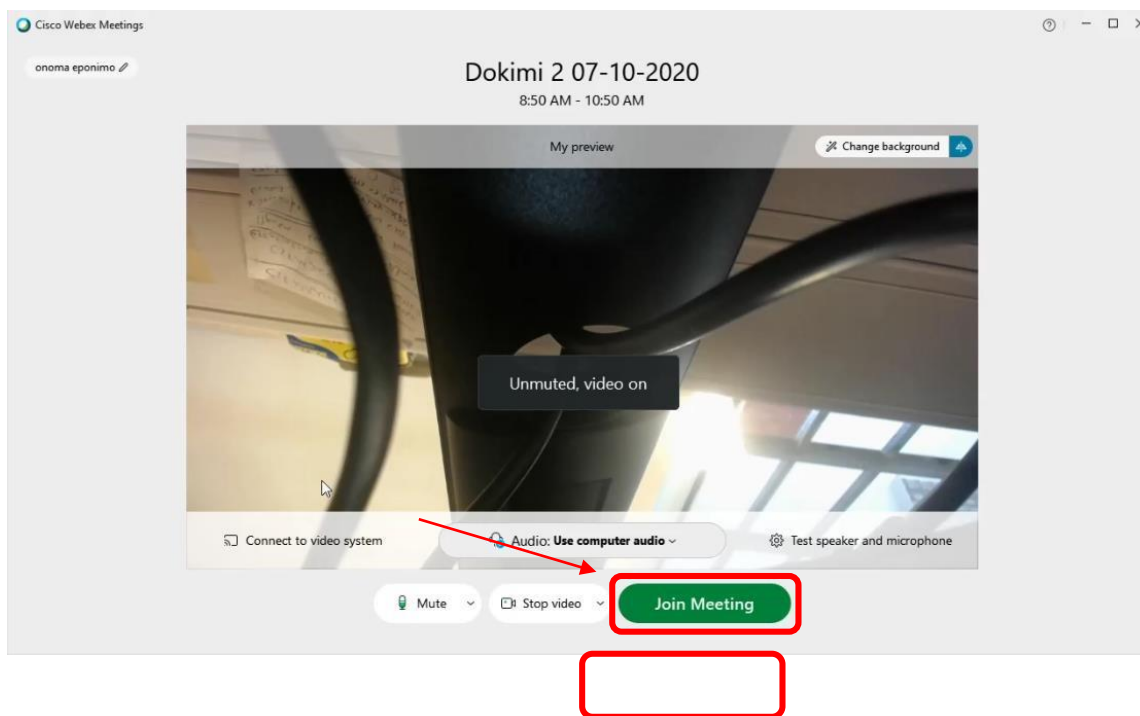 Cisco Webex Meetings
onoma eponimo
Dokimi 2 07-10-2020
8:50 AM - 10:50 AM
My preview
Change background
Unmuted, video on
Connect to video system
Audio: Use computer audio
Test speaker and microphone
Mute
Stop video
Join Meeting